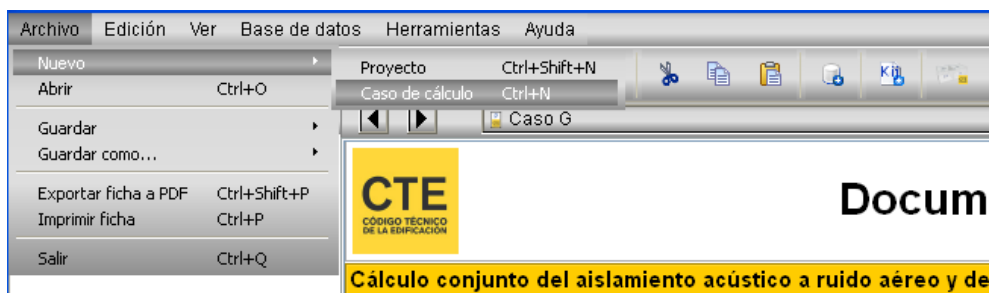 Archivo Edición Ver Base de datos Herramientas Ayuda
Nuevo
Proyecto Ctrl+Shift+N
Kit
Abrir Ctrl+O
Caso de cálculo Ctrl+N
Caso G
Guardar
Guardar como...
Exportar ficha a PDF Ctrl+Shift+P
Imprimir ficha Ctrl+P
Salir Ctrl+Q
CTE
CÓDIGO TÉCNICO
DE LA EDIFICACIÓN
Docum
Cálculo conjunto del aislamiento acústico a ruido aéreo y de